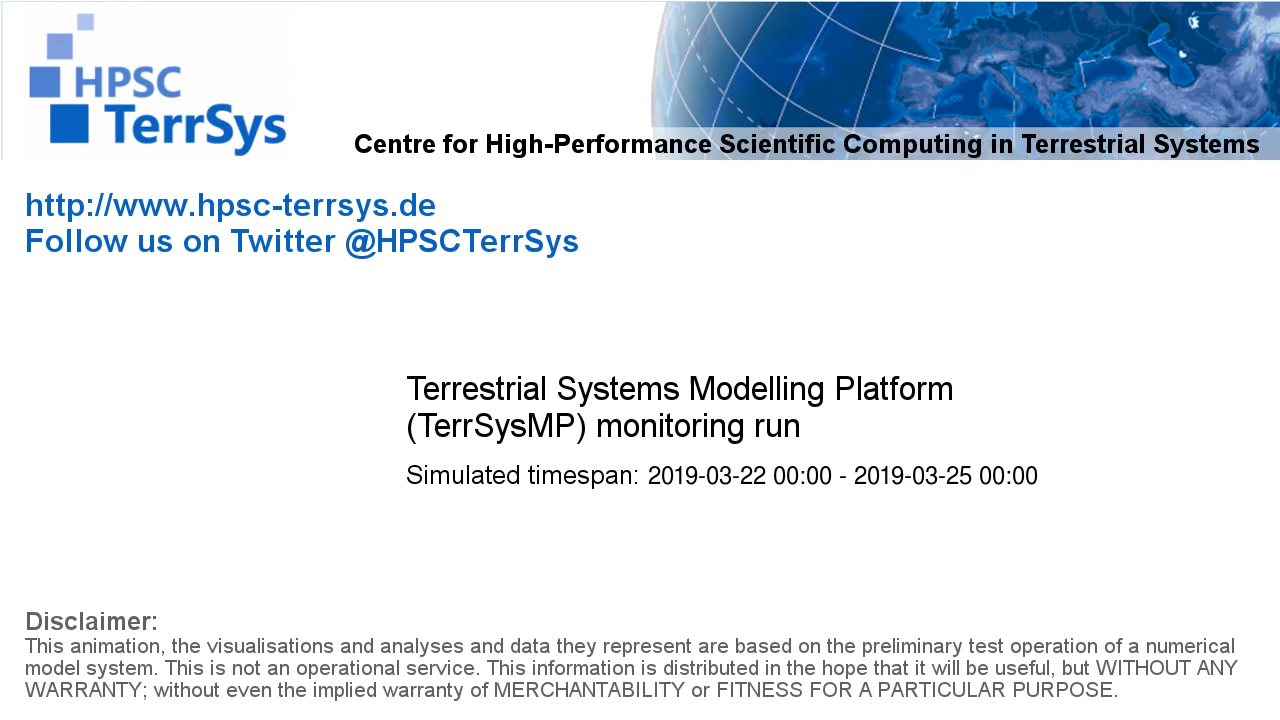 HPSC
TerrSys
Centre for High-Performance Scientific Computing in Terrestrial Systems
http://www.hpsc-terrsys.de
Follow us on Twitter @HPSCTerrSys
Terrestrial Systems Modelling Platform
(TerrSysMP) monitoring run
Simulated timespan: 2019-03-22 00:00 - 2019-03-25 00:00
Disclaimer:
This animation, the visualisations and analyses and data they represent are based on the preliminary test operation of a numerical
model system. This is not an operational service. This information is distributed in the hope that it will be useful, but WITHOUT ANY
WARRANTY; without even the implied warranty of MERCHANTABILITY or FITNESS FOR A PARTICULAR PURPOSE.